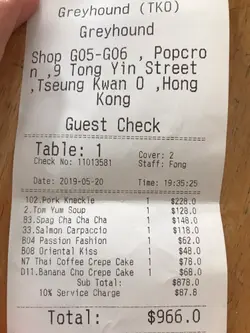 Greyhound (TKO)
Greyhound
Shop G05-G06 , Popcro
n ,9 Tong Yin Street
,Tseung Kwan O ,Hong
Kong
Guest Check
Table: 1
Cover: 2
Check No: 11013581
Staff: Fong
Date: 2019-05-20
Time: 19:35:25
102.Pork Knuckle 1 $228.0
2.Tom Yum Soup 1 $128.0
83.Spag Cha Cha Cha 1 $148.0
33.Salmon Carpaccio 1 $118.0
B04 Passion Fashion 1 $62.0
B08 Oriental Kiss 1 $48.0
N7 Thai Coffee Crepe Cake 1 $78.0
D11.Banana Cho Crepe Cake 1 $68.0
Sub Total: $878.0
10% Service Charge $87.8
Total: $966.0